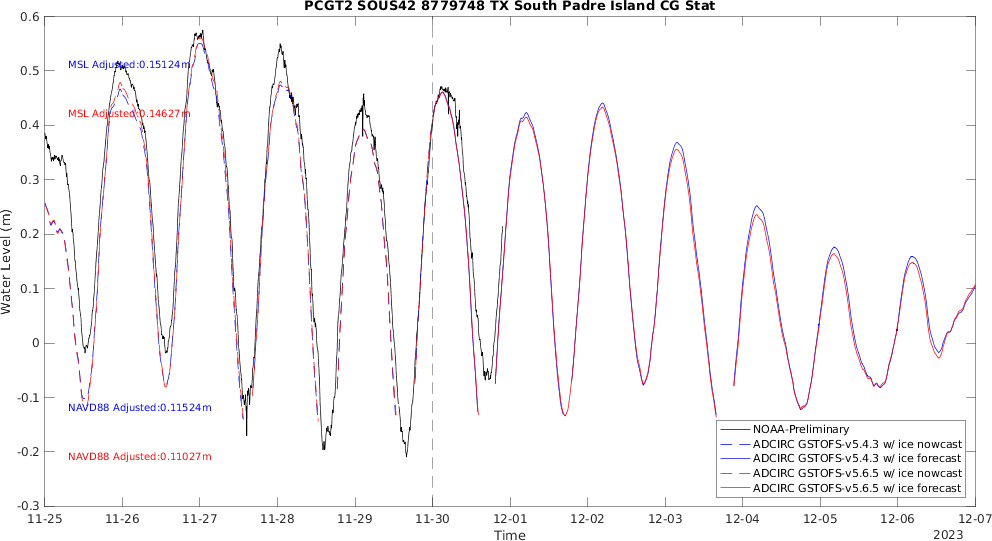 PCGT2 SOUS42 8779748 TX South Padre Island CG Stat
0.6
0.5
0.4
0.3
0.2
0.1
0
-0.1
-0.2
-0.3
Water Level (m)
MSL Adjusted:0.15124m
MSL Adjusted:0.14627m
NAVD88 Adjusted:0.11524m
NAVD88 Adjusted:0.11027m
NOAA-Preliminary
ADCIRC GSTOFS-v5.4.3 w/ ice nowcast
ADCIRC GSTOFS-v5.4.3 w/ ice forecast
ADCIRC GSTOFS-v5.6.5 w/ ice nowcast
ADCIRC GSTOFS-v5.6.5 w/ ice forecast
11-25 11-26 11-27 11-28 11-29 11-30 12-01 12-02 12-03 12-04 12-05 12-06 12-07
Time
2023